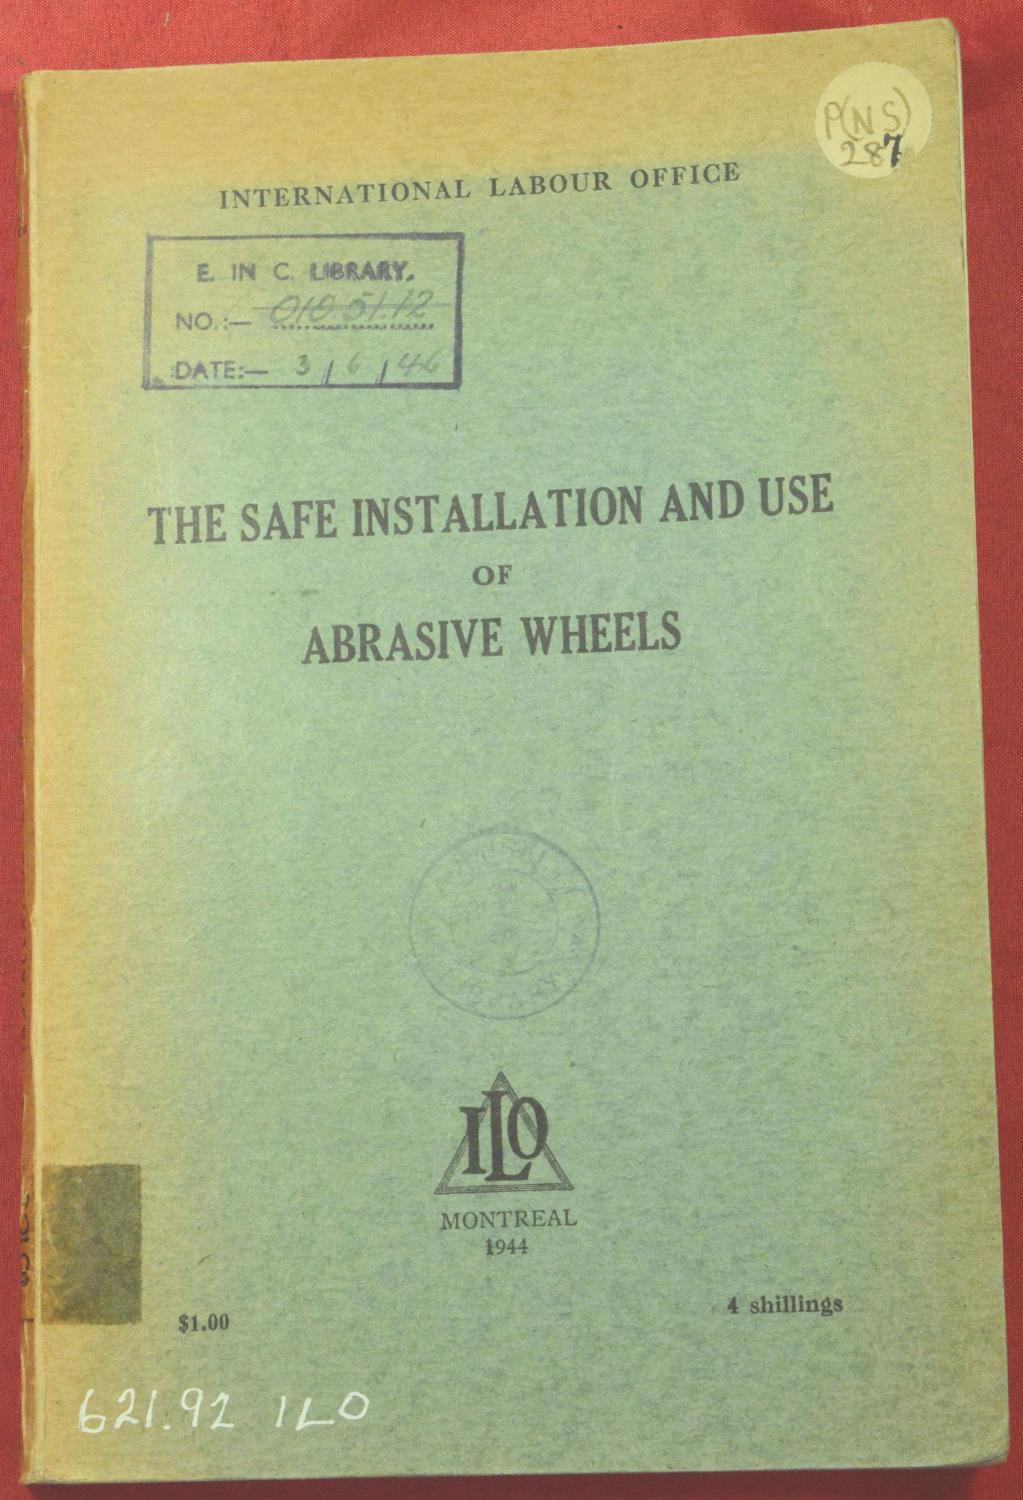 P(NS)
287
INTERNATIONAL LABOUR OFFICE
E. IN C. LIBRARY.
NO.:— 010.51.12
DATE:— 3/6/46
THE SAFE INSTALLATION AND USE
OF
ABRASIVE WHEELS
ILO
MONTREAL
1944
$1.00
4 shillings
621.92 ILO